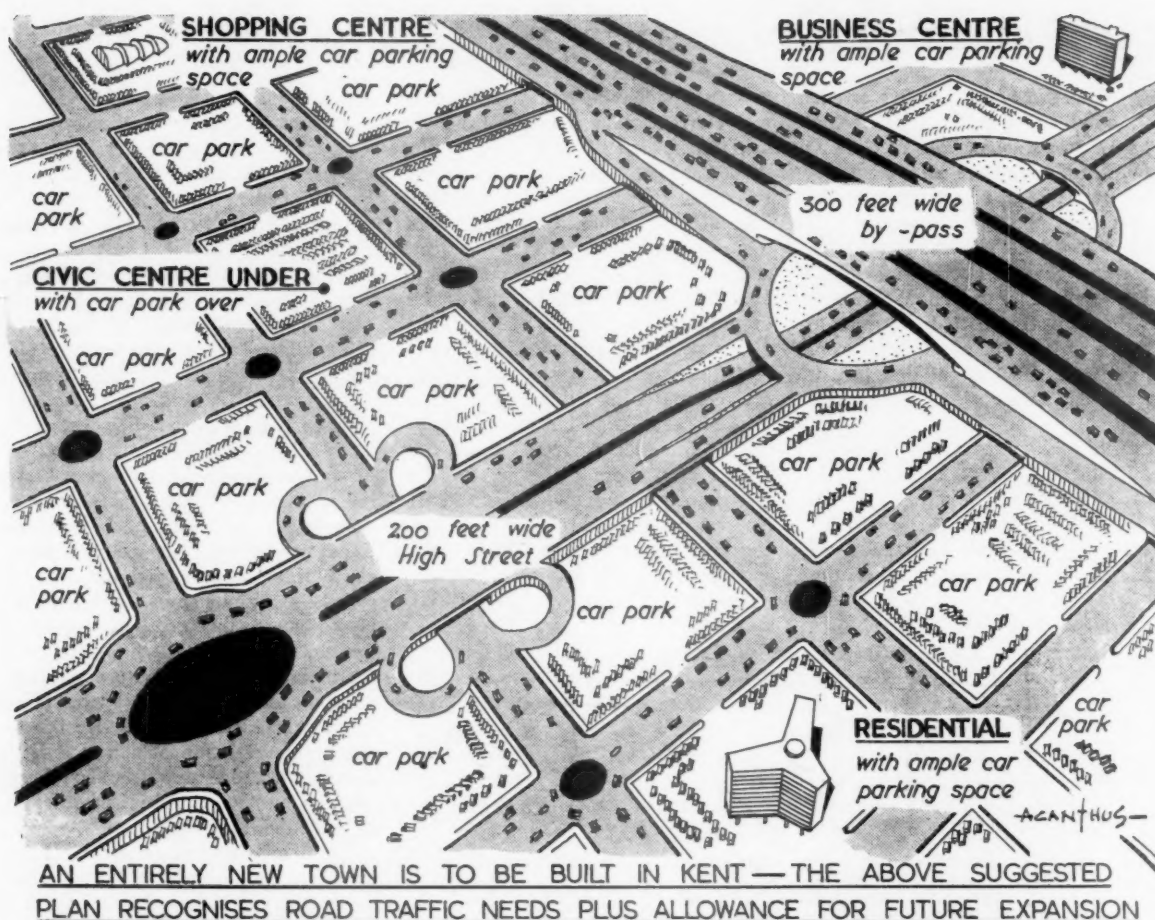 SHOPPING CENTRE
with ample car parking
space
BUSINESS CENTRE
with ample car parking
space
car park
car park
car park
car
park
300 feet wide
by-pass
CIVIC CENTRE UNDER
with car park over
car park
car park
car park
car park
car park
200 feet wide
High Street
car
park
car park
car park
car park
car
park
RESIDENTIAL
with ample car
parking space
-ACANTHUS-
AN ENTIRELY NEW TOWN IS TO BE BUILT IN KENT — THE ABOVE SUGGESTED
PLAN RECOGNISES ROAD TRAFFIC NEEDS PLUS ALLOWANCE FOR FUTURE EXPANSION